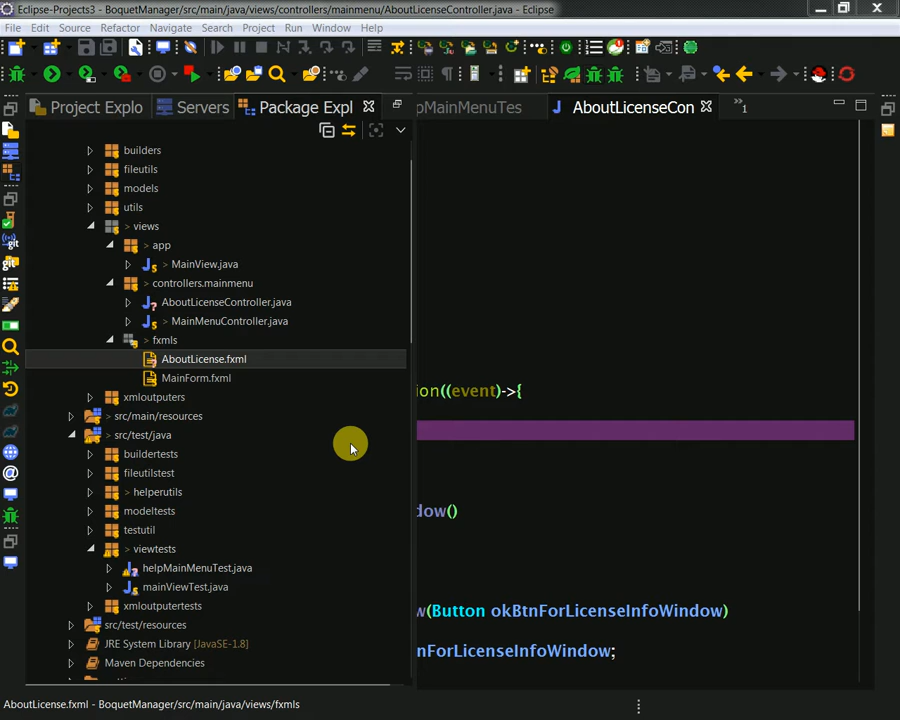 Eclipse-Projects3 - BoquetManager/src/main/java/views/controllers/mainmenu/AboutLicenseController.java - Eclipse
File Edit Source Refactor Navigate Search Project Run Window Help
Project Explo Servers Package Expl pMainMenuTes AboutLicenseCon »1
builders
fileutils
models
utils
> views
> app
> MainView.java
> controllers.mainmenu
AboutLicenseController.java
> MainMenuController.java
> fxmls
AboutLicense.fxml
MainForm.fxml
xmloutputers
> src/main/resources
> src/test/java
buildertests
fileutilstest
> helperutils
modeltests
testutil
> viewtests
helpMainMenuTest.java
mainViewTest.java
xmloutputertests
src/test/resources
JRE System Library [JavaSE-1.8]
Maven Dependencies
ion((event)->{
dow()
w(Button okBtnForLicenseInfoWindow)
nForLicenseInfoWindow;
AboutLicense.fxml - BoquetManager/src/main/java/views/fxmls